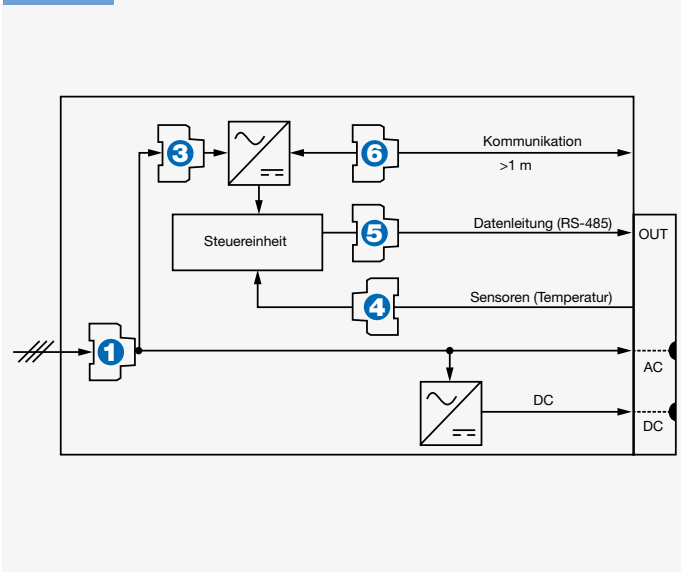 3
6
Kommunikation
>1 m
Steuereinheit
5
Datenleitung (RS-485)
OUT
4
Sensoren (Temperatur)
1
AC
DC
DC